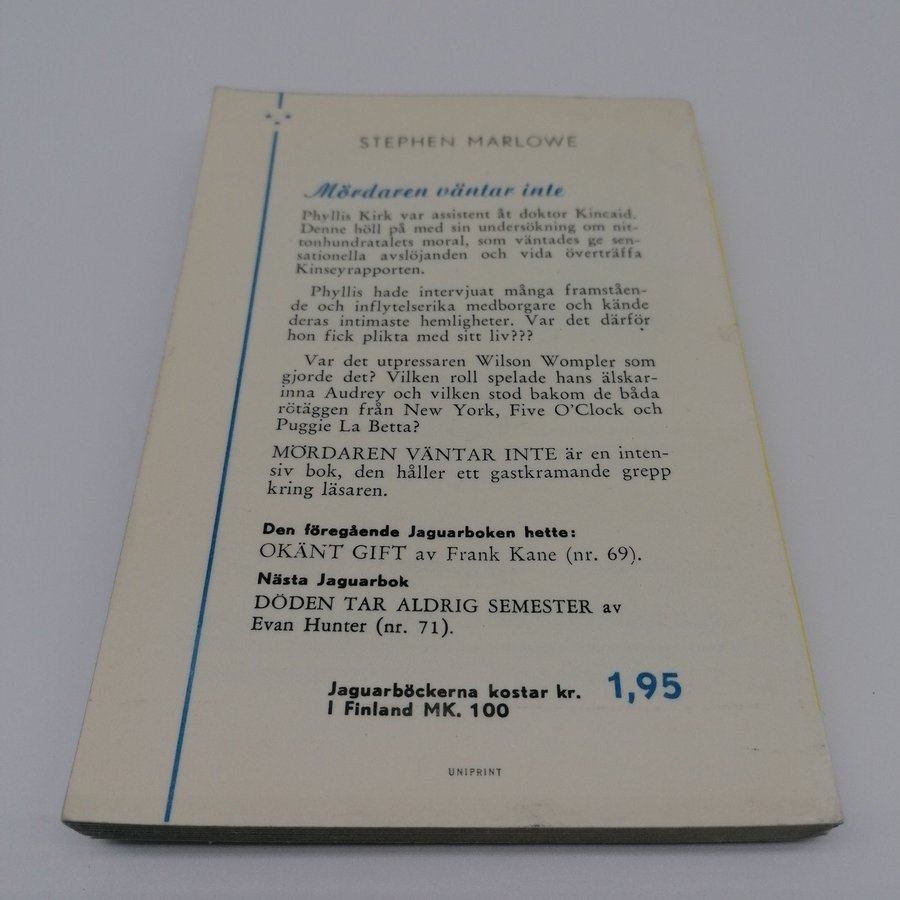 STEPHEN MARLOWE
Mördaren väntar inte
Phyllis Kirk var assistent åt doktor Kincaid.
Denne höll på med sin undersökning om nit-
tonhundratalets moral, som väntades ge sen-
sationella avslöjanden och vida överträffa
Kinseyrapporten.
Phyllis hade intervjuat många framståen-
de och inflytelserika medborgare och kände
deras intimaste hemligheter. Var det därför
hon fick plikta med sitt liv???
Var det utpressaren Wilson Wompler som
gjorde det? Vilken roll spelade hans älskar-
inna Audrey och vilken stod bakom de båda
rötäggen från New York, Five O'Clock och
Puggie La Betta?
MÖRDAREN VÄNTAR INTE är en inten-
siv bok, den håller ett gastkramande grepp
kring läsaren.
Den föregående Jaguarboken hette:
OKÄNT GIFT av Frank Kane (nr. 69).
Nästa Jaguarbok
DÖDEN TAR ALDRIG SEMESTER av
Evan Hunter (nr. 71).
Jaguarböckerna kostar kr. 1,95
I Finland MK. 100
UNIPRINT